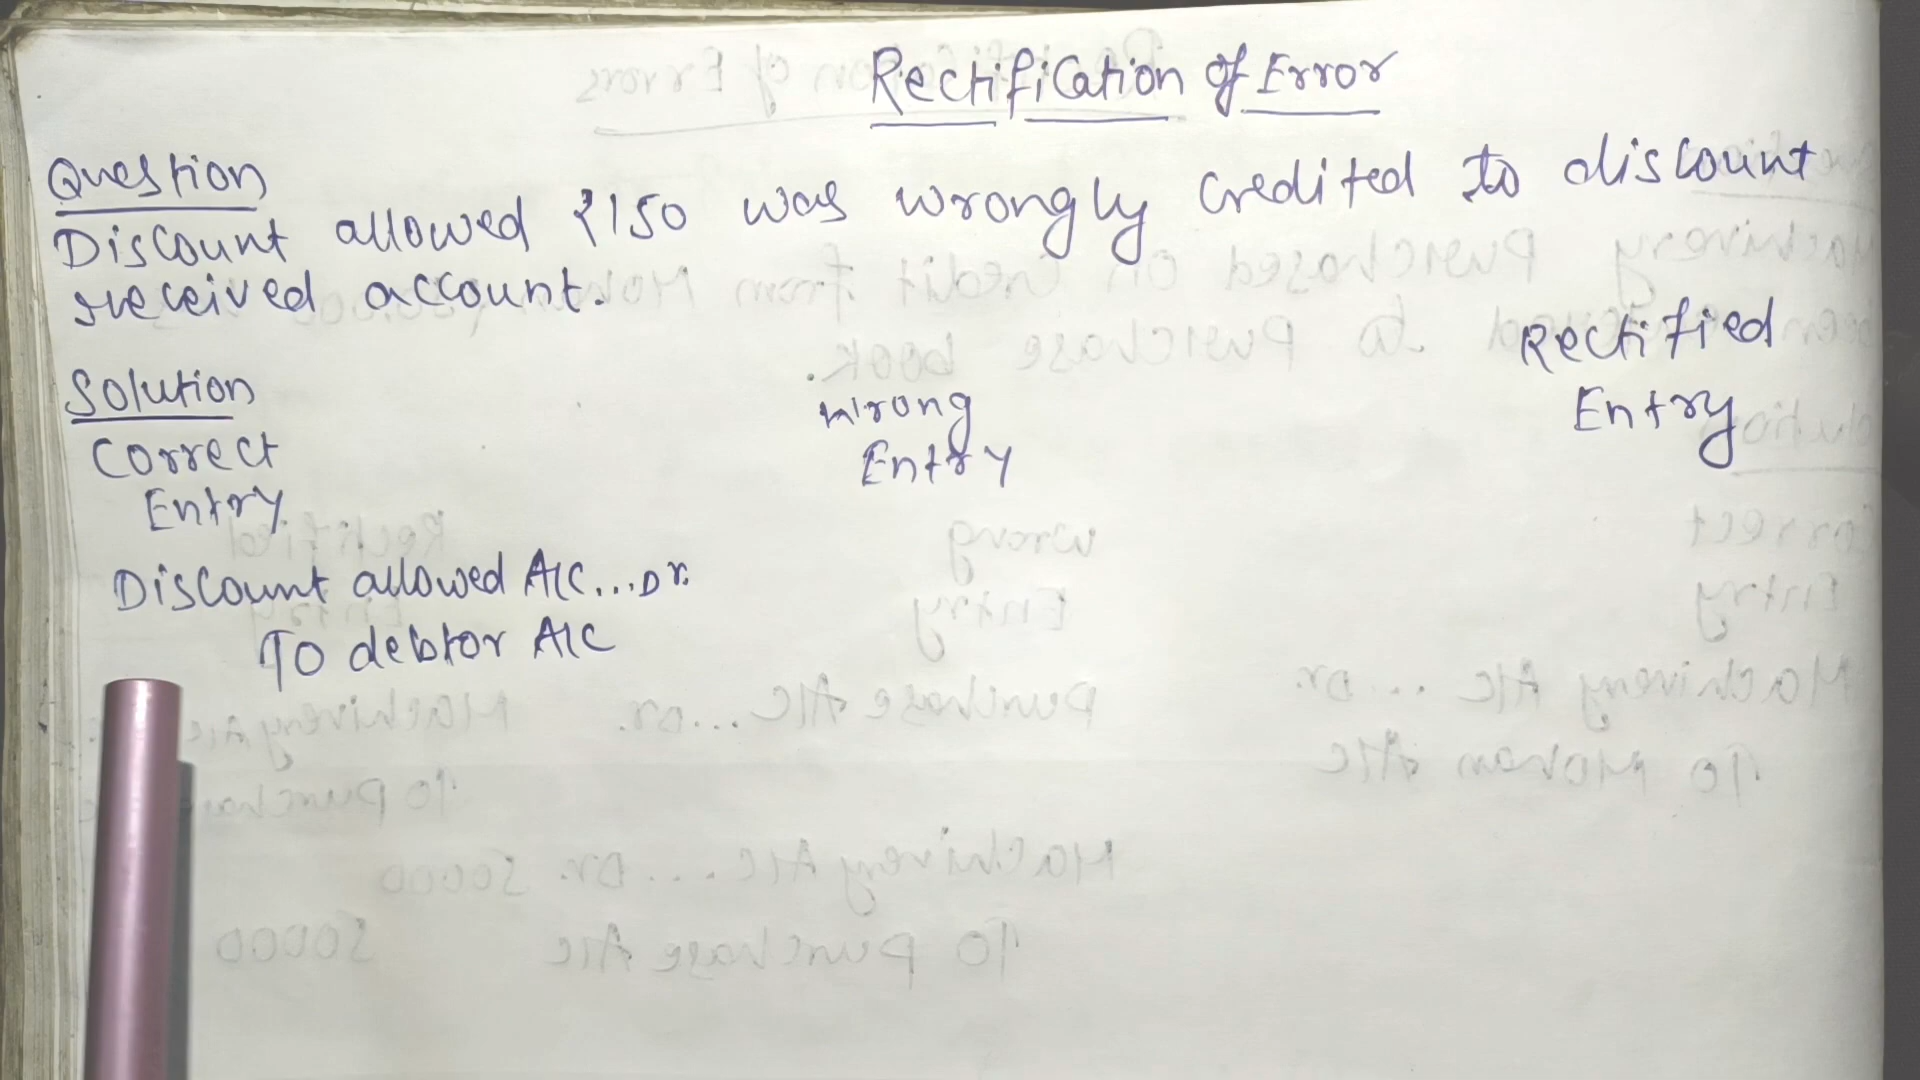 Rectification of Error
Question
Discount allowed ₹150 was wrongly credited to discount
received account.
Solution
Correct
Entry
Wrong
Entry
Rectified
Entry
Discount allowed A/C...Dr.
To debtor A/C